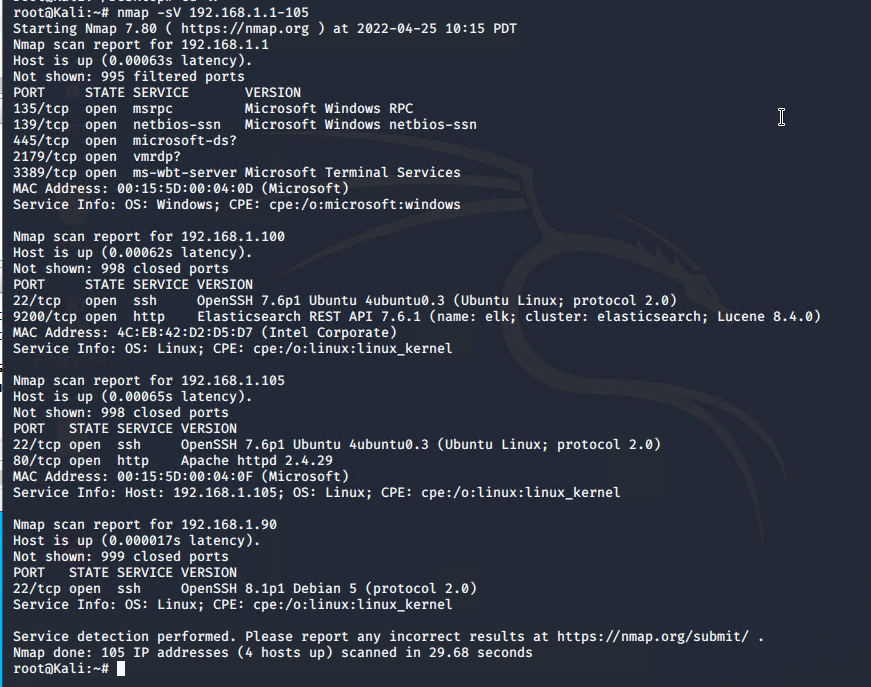 root@Kali:~# nmap -sV 192.168.1.1-105
Starting Nmap 7.80 ( https://nmap.org ) at 2022-04-25 10:15 PDT
Nmap scan report for 192.168.1.1
Host is up (0.00063s latency).
Not shown: 995 filtered ports
PORT     STATE SERVICE       VERSION
135/tcp  open  msrpc         Microsoft Windows RPC
139/tcp  open  netbios-ssn   Microsoft Windows netbios-ssn
445/tcp  open  microsoft-ds?
2179/tcp open  vmrdp?
3389/tcp open  ms-wbt-server Microsoft Terminal Services
MAC Address: 00:15:5D:00:04:0D (Microsoft)
Service Info: OS: Windows; CPE: cpe:/o:microsoft:windows

Nmap scan report for 192.168.1.100
Host is up (0.00062s latency).
Not shown: 998 closed ports
PORT     STATE SERVICE VERSION
22/tcp   open  ssh     OpenSSH 7.6p1 Ubuntu 4ubuntu0.3 (Ubuntu Linux; protocol 2.0)
9200/tcp open  http    Elasticsearch REST API 7.6.1 (name: elk; cluster: elasticsearch; Lucene 8.4.0)
MAC Address: 4C:EB:42:D2:D5:D7 (Intel Corporate)
Service Info: OS: Linux; CPE: cpe:/o:linux:linux_kernel

Nmap scan report for 192.168.1.105
Host is up (0.00065s latency).
Not shown: 998 closed ports
PORT   STATE SERVICE VERSION
22/tcp open  ssh     OpenSSH 7.6p1 Ubuntu 4ubuntu0.3 (Ubuntu Linux; protocol 2.0)
80/tcp open  http    Apache httpd 2.4.29
MAC Address: 00:15:5D:00:04:0F (Microsoft)
Service Info: Host: 192.168.1.105; OS: Linux; CPE: cpe:/o:linux:linux_kernel

Nmap scan report for 192.168.1.90
Host is up (0.000017s latency).
Not shown: 999 closed ports
PORT   STATE SERVICE VERSION
22/tcp open  ssh     OpenSSH 8.1p1 Debian 5 (protocol 2.0)
Service Info: OS: Linux; CPE: cpe:/o:linux:linux_kernel

Service detection performed. Please report any incorrect results at https://nmap.org/submit/ .
Nmap done: 105 IP addresses (4 hosts up) scanned in 29.68 seconds
root@Kali:~#